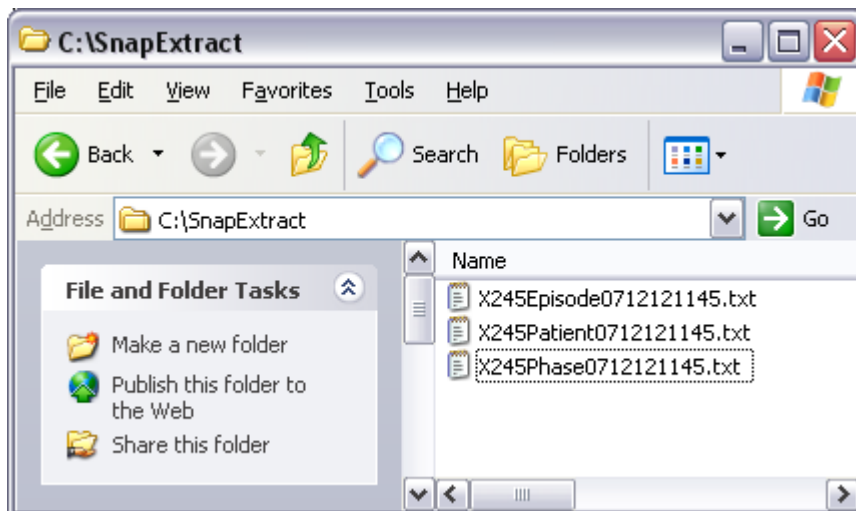 C:\SnapExtract
File Edit View Favorites Tools Help
Back Search Folders
Address C:\SnapExtract Go
File and Folder Tasks
Make a new folder
Publish this folder to
the Web
Share this folder
Name
X245Episode0712121145.txt
X245Patient0712121145.txt
X245Phase0712121145.txt